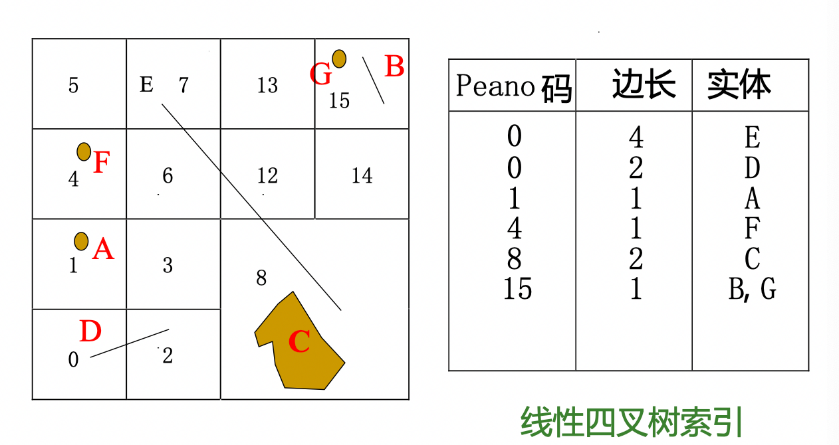 5 E 7 13 G 15 B
4 F 6 12 14
1 A 3 8
D 0 2 C
Peano 码 边长 实体
0 4 E
0 2 D
1 1 A
4 1 F
8 2 C
15 1 B, G
线性四叉树索引